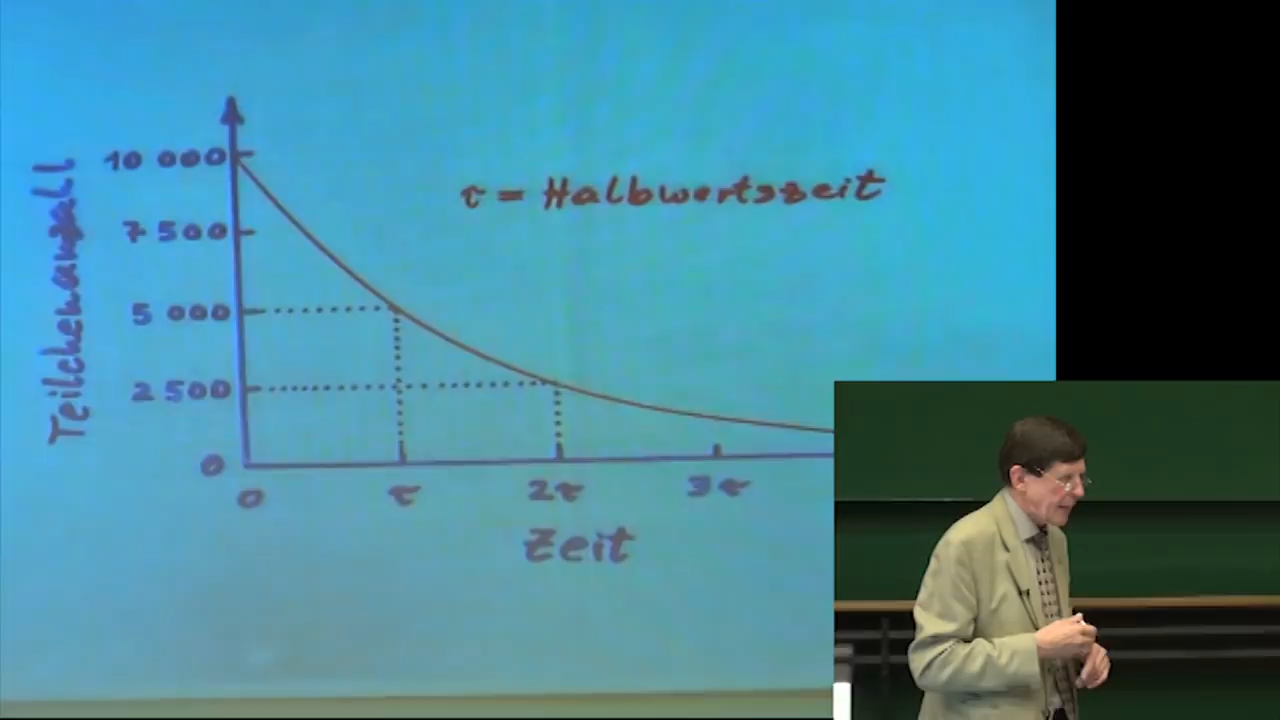 τ = Halbwertszeit
Teilchenanzahl
10 000
7 500
5 000
2 500
0
0 τ 2τ 3τ
Zeit